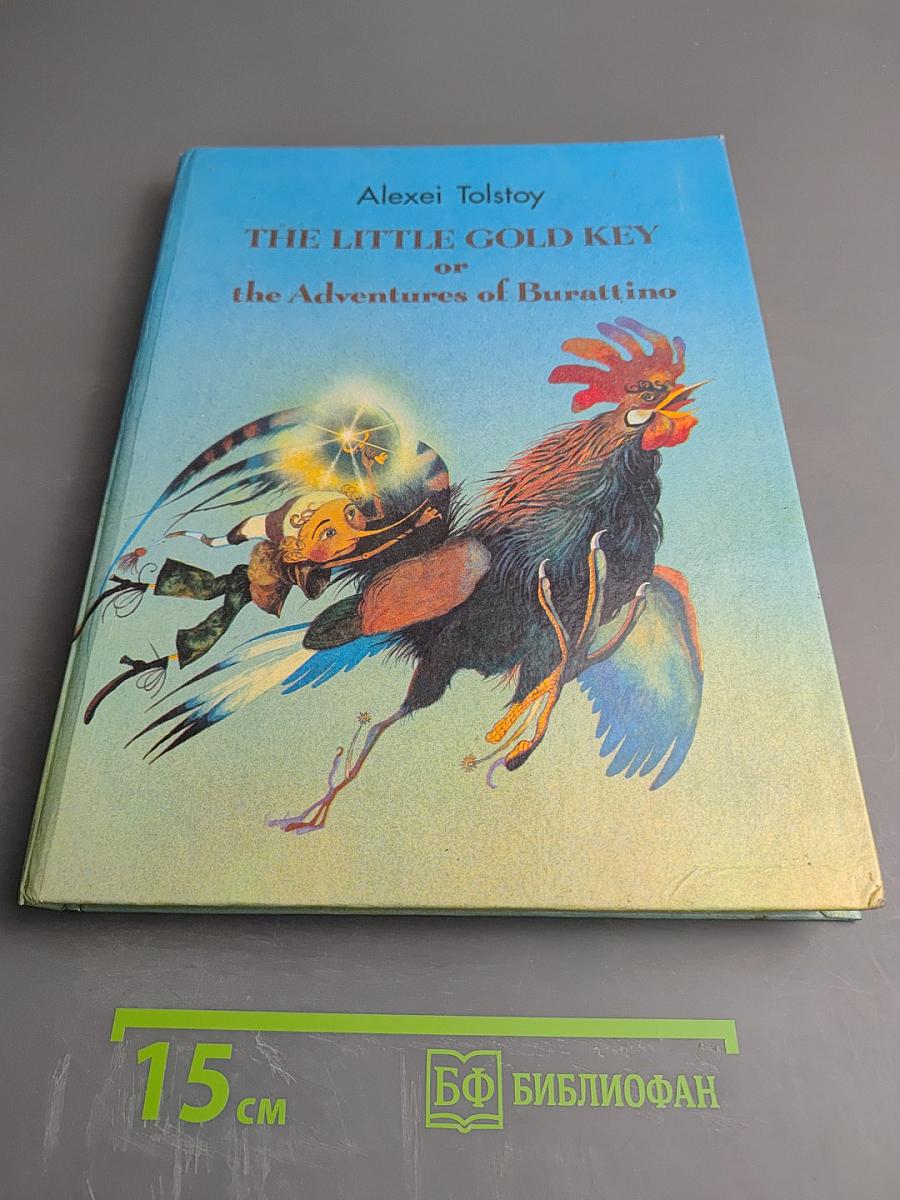 Alexei Tolstoy
THE LITTLE GOLD KEY
or
the Adventures of Burattino
15 см
БФ БИБЛИОФАН